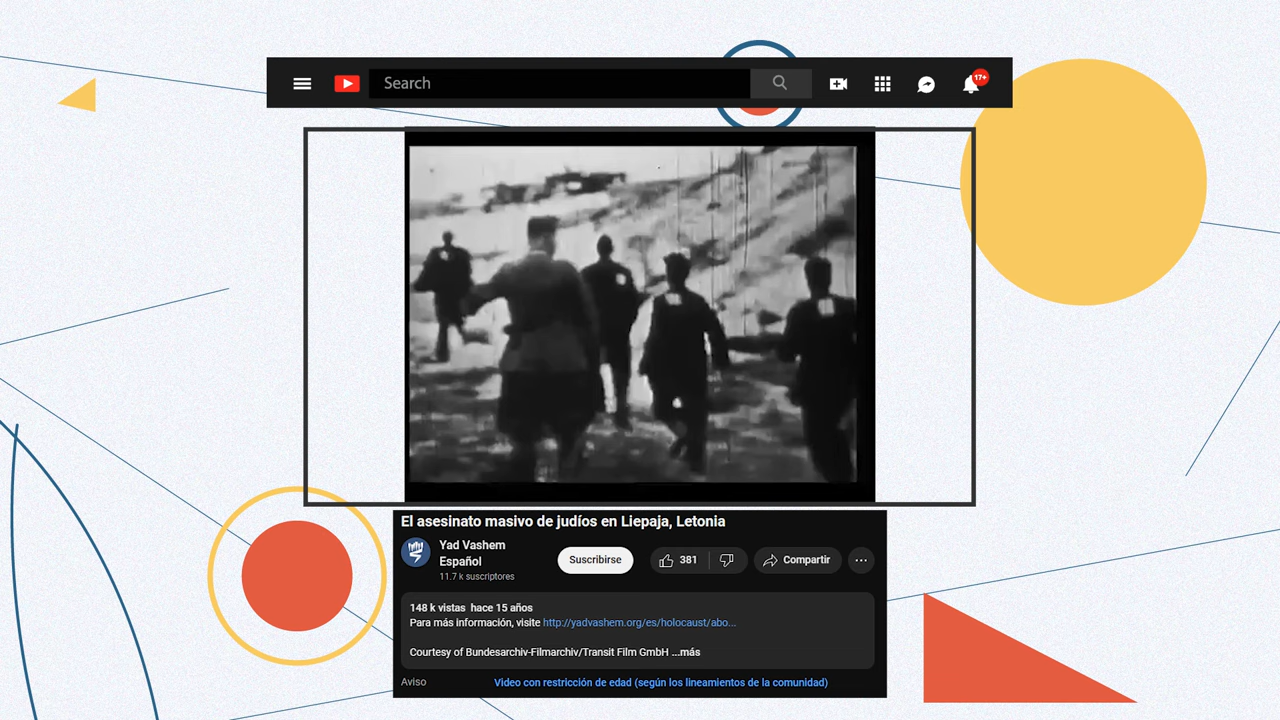 Search
17+
El asesinato masivo de judíos en Liepaja, Letonia
Yad Vashem
Español
11.7 k suscriptores
Suscribirse
381
Compartir
148 k vistas hace 15 años
Para más información, visite http://yadvashem.org/es/holocaust/abo...
Courtesy of Bundesarchiv-Filmarchiv/Transit Film GmbH ...más
Aviso
Video con restricción de edad (según los lineamientos de la comunidad)